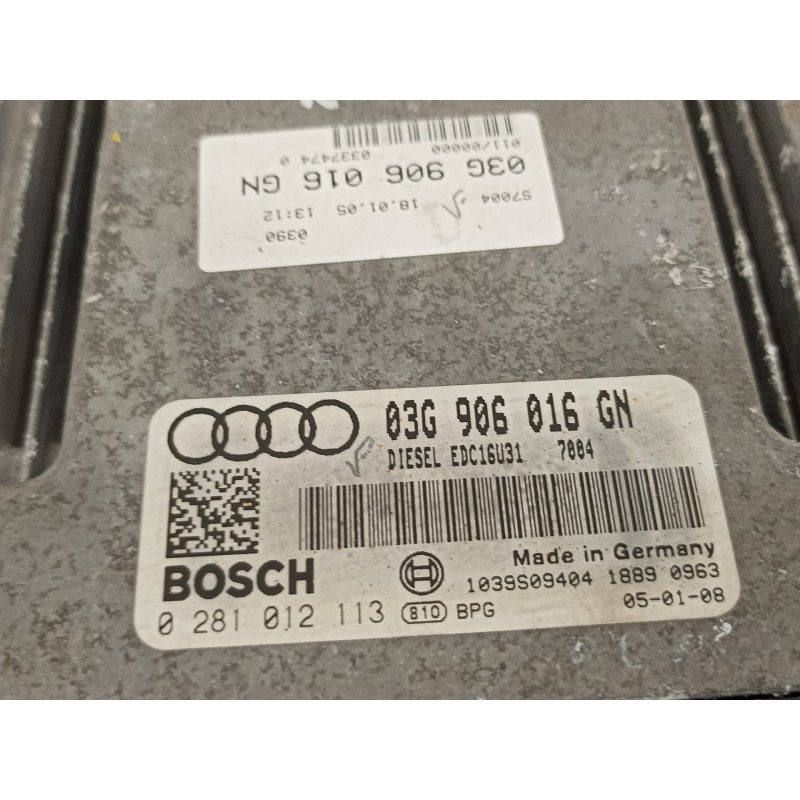 011/00000
0337474 0
03G 906 016 GN
S7004
18.01.05 13:12
0390
03G 906 016 GN
DIESEL EDC16U31 7004
Made in Germany
BOSCH
1039S09404 1889 0963
0 281 012 113 810 BPG
05-01-08